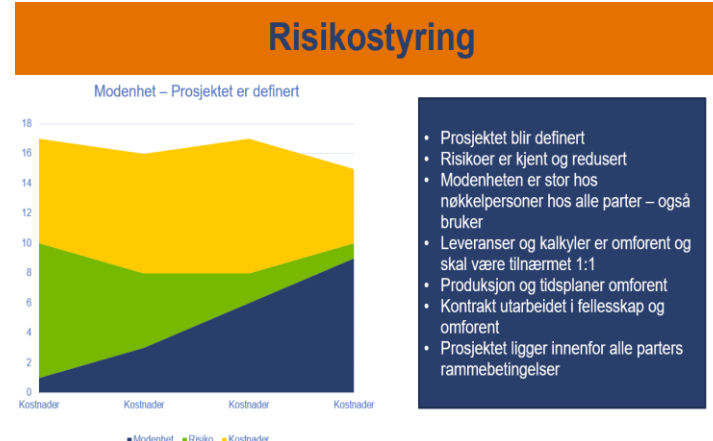 Risikostyring
Modenhet – Prosjektet er definert
18
16
14
12
10
8
6
4
2
0
Kostnader Kostnader Kostnader Kostnader
Modenhet Risiko Kostnader
• Prosjektet blir definert
• Risikoer er kjent og redusert
• Modenheten er stor hos
nøkkelpersoner hos alle parter – også
bruker
• Leveranser og kalkyler er omforent og
skal være tilnærmet 1:1
• Produksjon og tidsplaner omforent
• Kontrakt utarbeidet i fellesskap og
omforent
• Prosjektet ligger innenfor alle parters
rammebetingelser